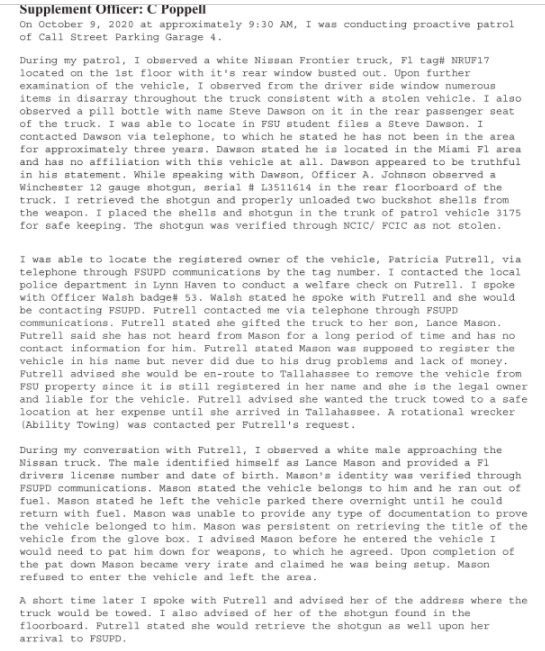 Supplement Officer: C Poppell
On October 9, 2020 at approximately 9:30 AM, I was conducting proactive patrol
of Call Street Parking Garage 4.
During my patrol, I observed a white Nissan Frontier truck, Fl tag# NRUF17
located on the 1st floor with it's rear window busted out. Upon further
examination of the vehicle, I observed from the driver side window numerous
items in disarray throughout the truck consistent with a stolen vehicle. I also
observed a pill bottle with name Steve Dawson on it in the rear passenger seat
of the truck. I was able to locate in FSU student files a Steve Dawson. I
contacted Dawson via telephone, to which he stated he has not been in the area
for approximately three years. Dawson stated he is located in the Miami Fl area
and has no affiliation with this vehicle at all. Dawson appeared to be truthful
in his statement. While speaking with Dawson, Officer A. Johnson observed a
Winchester 12 gauge shotgun, serial # L3511614 in the rear floorboard of the
truck. I retrieved the shotgun and properly unloaded two buckshot shells from
the weapon. I placed the shells and shotgun in the trunk of patrol vehicle 3175
for safe keeping. The shotgun was verified through NCIC/ FCIC as not stolen.
I was able to locate the registered owner of the vehicle, Patricia Futrell, via
telephone through FSUPD communications by the tag number. I contacted the local
police department in Lynn Haven to conduct a welfare check on Futrell. I spoke
with Officer Walsh badge# 53. Walsh stated he spoke with Futrell and she would
be contacting FSUPD. Futrell contacted me via telephone through FSUPD
communications. Futrell stated she gifted the truck to her son, Lance Mason.
Futrell said she has not heard from Mason for a long period of time and has no
contact information for him. Futrell stated Mason was supposed to register the
vehicle in his name but never did due to his drug problems and lack of money.
Futrell advised she would be en-route to Tallahassee to remove the vehicle from
FSU property since it is still registered in her name and she is the legal owner
and liable for the vehicle. Futrell advised she wanted the truck towed to a safe
location at her expense until she arrived in Tallahassee. A rotational wrecker
(Ability Towing) was contacted per Futrell's request.
During my conversation with Futrell, I observed a white male approaching the
Nissan truck. The male identified himself as Lance Mason and provided a Fl
drivers license number and date of birth. Mason's identity was verified through
FSUPD communications. Mason stated the vehicle belongs to him and he ran out of
fuel. Mason stated he left the vehicle parked there overnight until he could
return with fuel. Mason was unable to provide any type of documentation to prove
the vehicle belonged to him. Mason was persistent on retrieving the title of the
vehicle from the glove box. I advised Mason before he entered the vehicle I
would need to pat him down for weapons, to which he agreed. Upon completion of
the pat down Mason became very irate and claimed he was being setup. Mason
refused to enter the vehicle and left the area.
A short time later I spoke with Futrell and advised her of the address where the
truck would be towed. I also advised of her of the shotgun found in the
floorboard. Futrell stated she would retrieve the shotgun as well upon her
arrival to FSUPD.